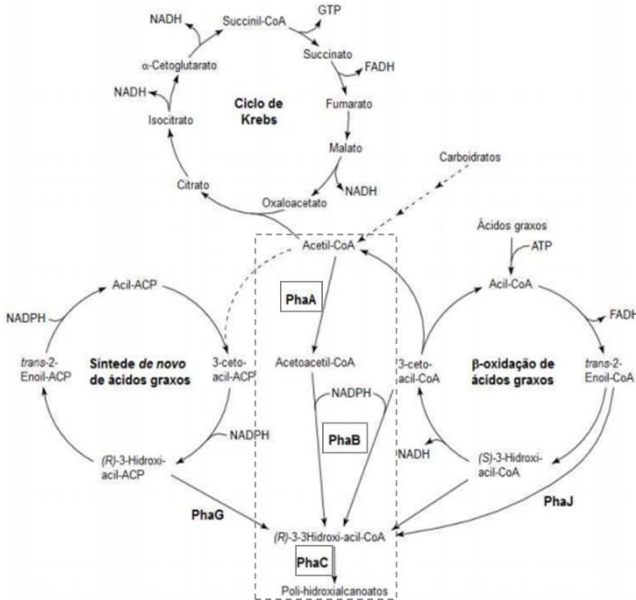 GTP
NADH
Succinil-CoA
Succinato
α-Cetoglutarato
FADH
NADH
Ciclo de
Krebs
Fumarato
Isocitrato
Malato
Carboidratos
Citrato
NADH
Oxaloacetato
Acetil-CoA
Ácidos graxos
ATP
Acil-ACP
PhaA
Acil-CoA
NADPH
FADH
trans-2-
Enoil-ACP
Síntede de novo
de ácidos graxos
3-ceto-
acil-ACP
Acetoacetil-CoA
3-ceto-
acil-CoA
β-oxidação de
ácidos graxos
trans-2-
Enoil-CoA
NADPH
NADPH
PhaB
NADH
(R)-3-Hidroxi-
acil-ACP
(S)-3-Hidroxi-
acil-CoA
PhaG
PhaJ
(R)-3-3Hidroxi-acil-CoA
PhaC
Poli-hidroxialcanoatos